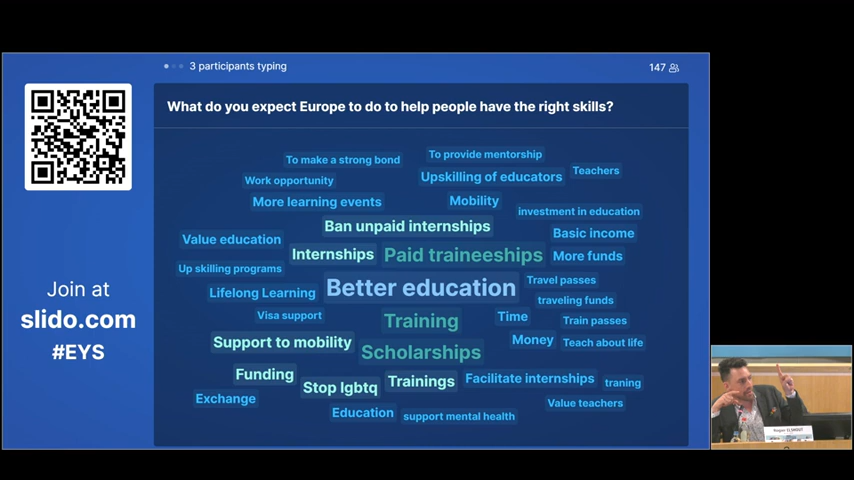 3 participants typing
147
What do you expect Europe to do to help people have the right skills?
To make a strong bond
To provide mentorship
Work opportunity
Upskilling of educators
Teachers
More learning events
Mobility
investment in education
Ban unpaid internships
Value education
Basic income
Internships
Paid traineeships
More funds
Up skilling programs
Better education
Travel passes
Lifelong Learning
traveling funds
Visa support
Training
Time
Train passes
Support to mobility
Scholarships
Money
Teach about life
Funding
Stop lgbtq
Trainings
Facilitate internships
traning
Exchange
Value teachers
Education
support mental health
Join at
slido.com
#EYS